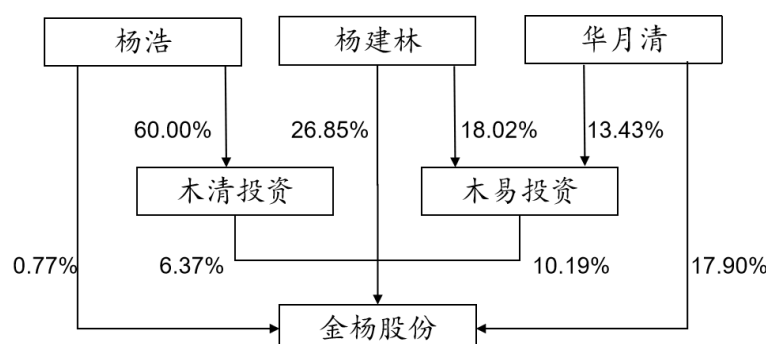 杨浩
杨建林
华月清
60.00%
26.85%
18.02%
13.43%
木清投资
木易投资
0.77%
6.37%
10.19%
17.90%
金杨股份